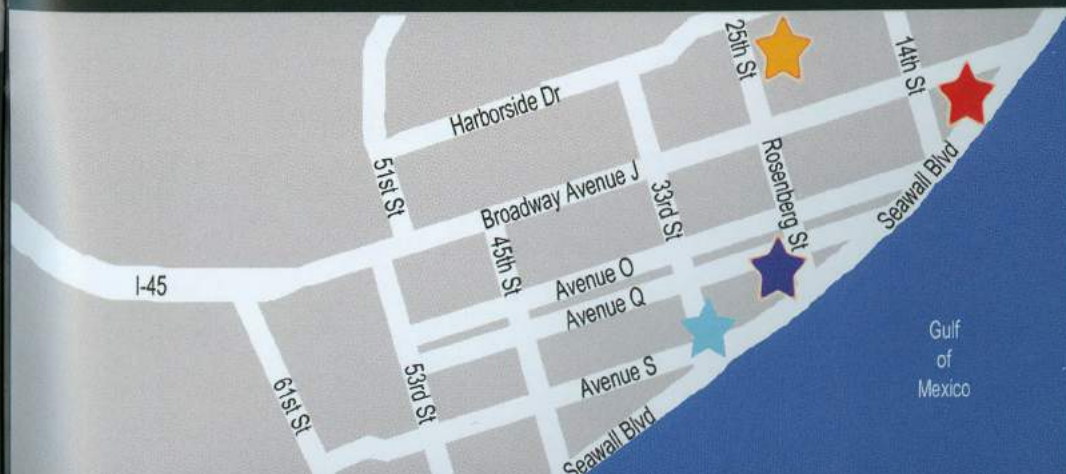 25th St
14th St
Harborside Dr
51st St
Broadway Avenue J
33rd St
Rosenberg St
Seawall Blvd
45th St
I-45
Avenue O
Avenue Q
Gulf
of
Mexico
61st St
53rd St
Avenue S
Seawall Blvd